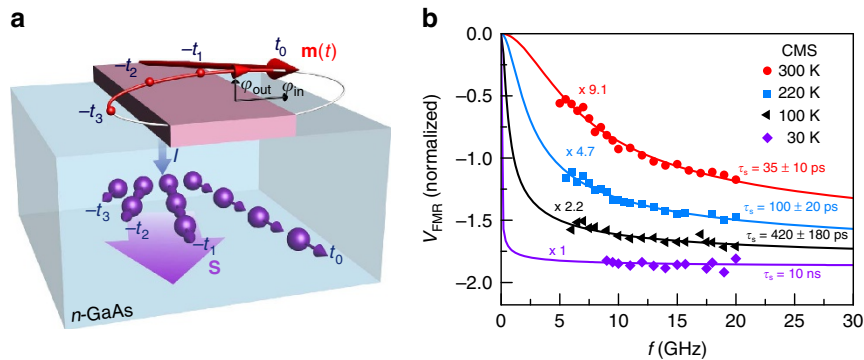 a
m(t)
t₀
−t₁
−t₂
−t₃
φout
φin
I
−t₃
−t₂
−t₁
t₀
S
n-GaAs
b
CMS
300 K
220 K
100 K
30 K
× 9.1
× 4.7
× 2.2
× 1
τs = 35 ± 10 ps
τs = 100 ± 20 ps
τs = 420 ± 180 ps
τs = 10 ns
VFMR (normalized)
0.0
−0.5
−1.0
−1.5
−2.0
0 5 10 15 20 25 30
f (GHz)